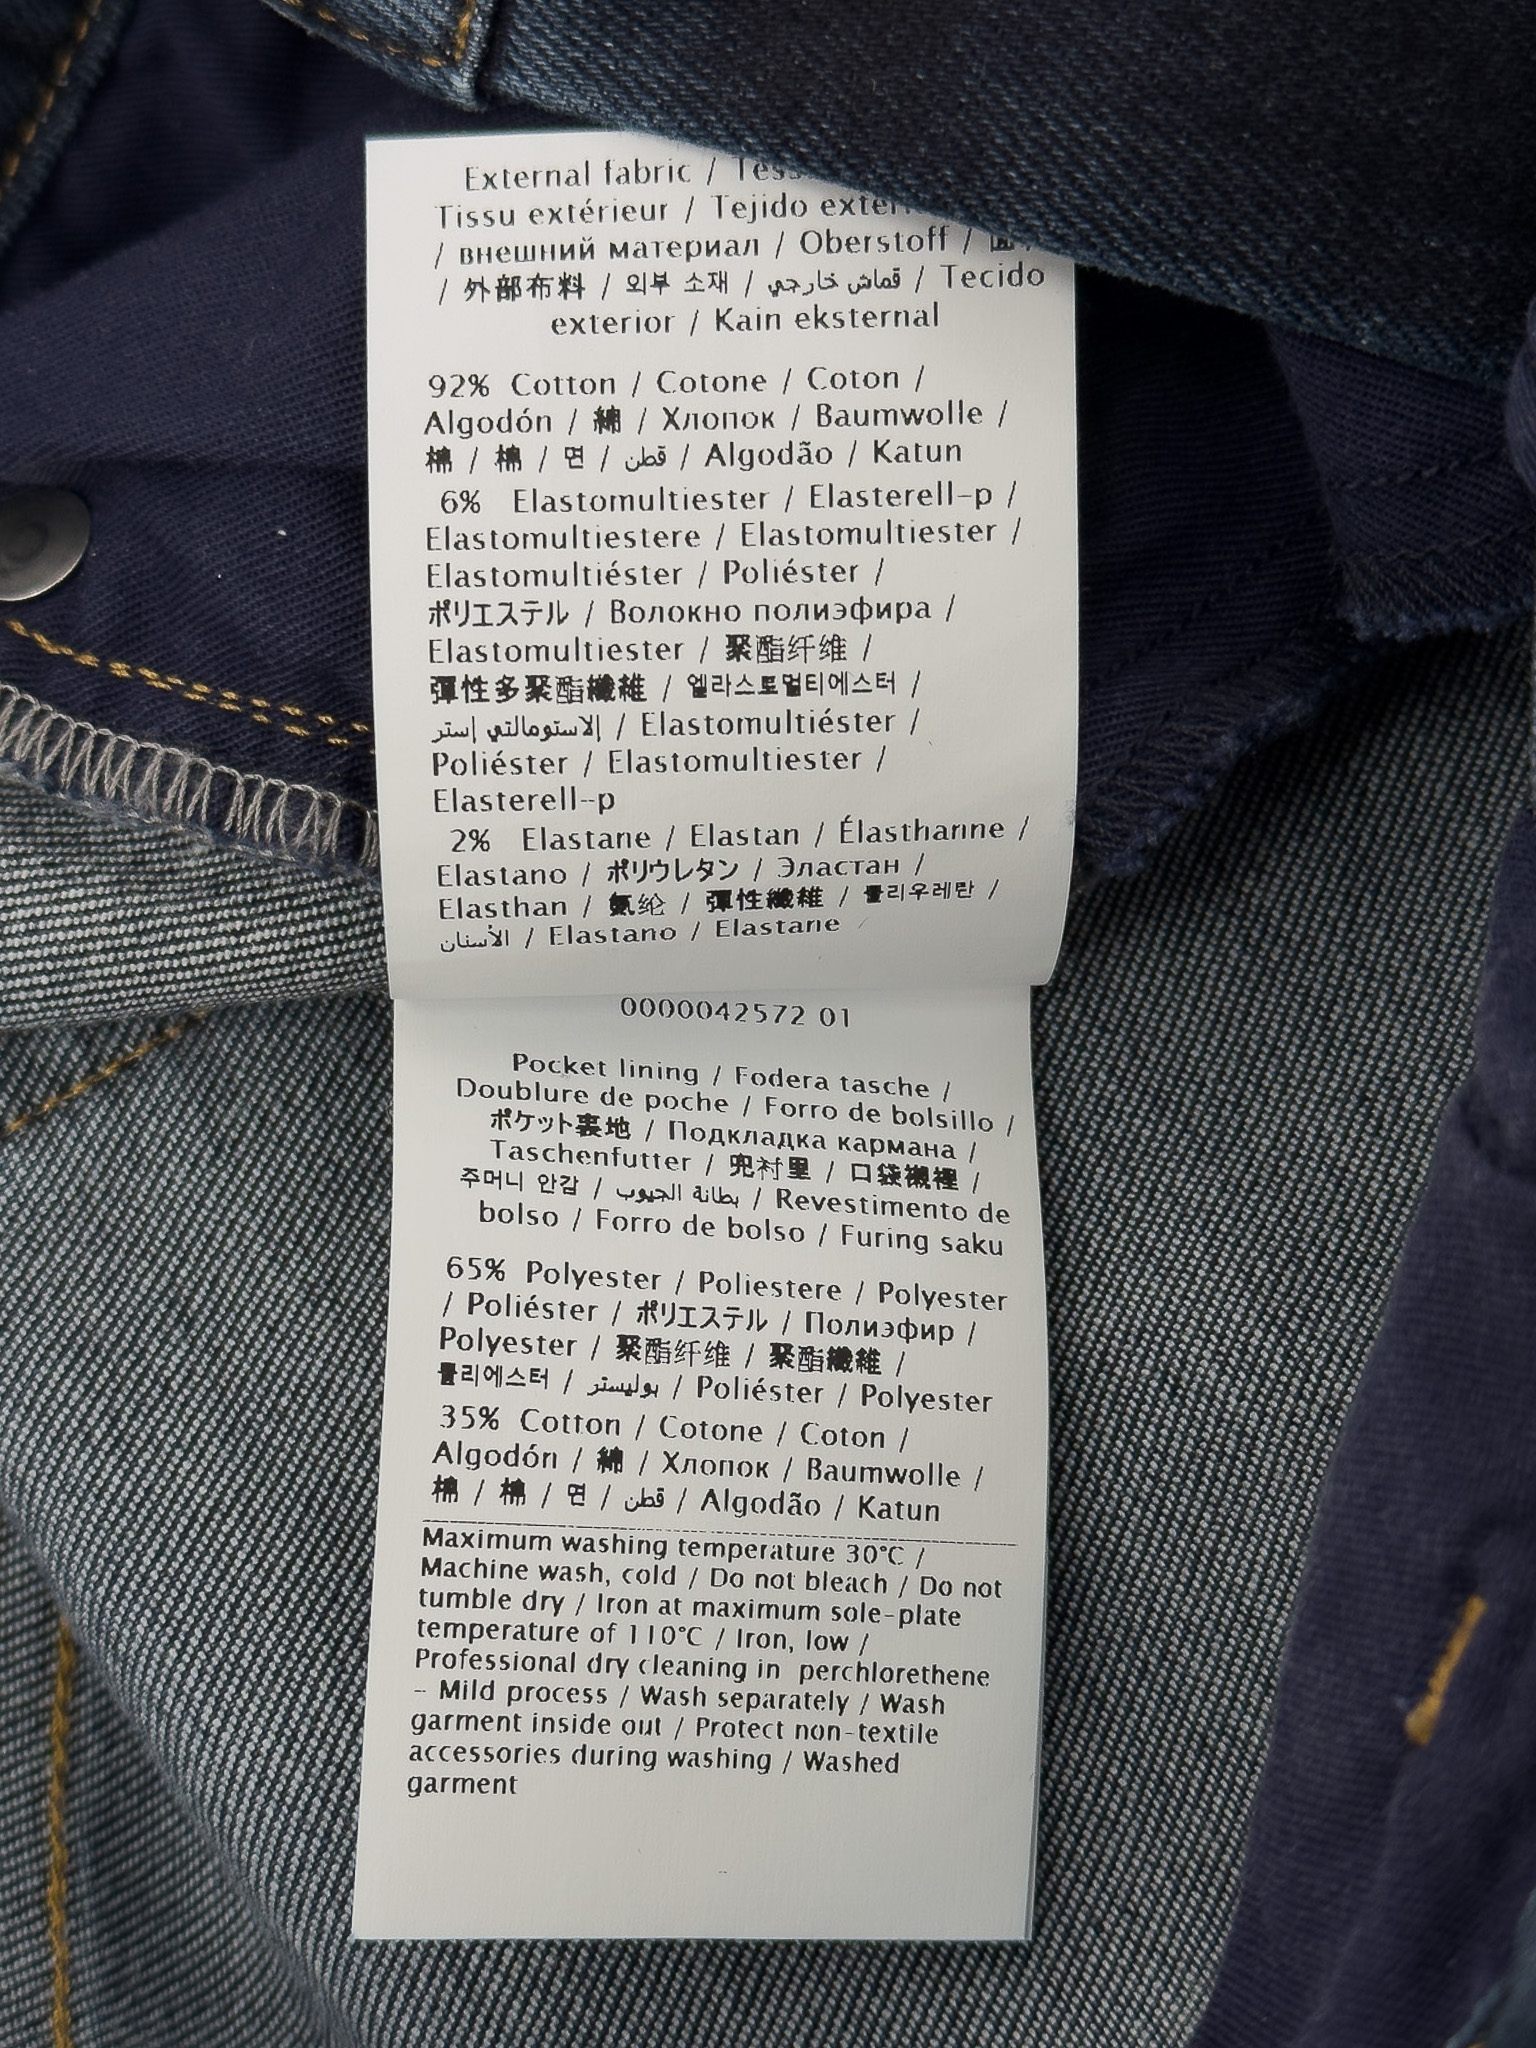 External fabric /
Tissu extérieur / Tejido
/ внешний материал / Oberstoff /
/ 外部布料 / 외부 소재 / قماش خارجي / Tecido
exterior / Kain eksternal
92% Cotton / Cotone / Coton /
Algodón / 綿 / Хлопок / Baumwolle /
棉 / 棉 / 면 / قطن / Algodão / Katun
6% Elastomultiester / Elasterell-p /
Elastomultiestere / Elastomultiester /
Elastomultiéster / Poliéster /
ポリエステル / Волокно полиэфира /
Elastomultiester / 聚酯纤维 /
彈性多聚酯纖維 / 엘라스토멀티에스터 /
إلاستومالتي إستر / Elastomultiéster /
Poliéster / Elastomultiester /
Elasterell-p
2% Elastane / Elastan / Élasthanne /
Elastano / ポリウレタン / Эластан /
Elasthan / 氨纶 / 彈性纖維 / 폴리우레탄 /
الأسنان / Elastano / Elastane /
0000042572 01
Pocket lining / Fodera tasche /
Doublure de poche / Forro de bolsillo /
ポケット裏地 / Подкладка кармана /
Taschenfutter / 兜衬里 / 口袋襯裡 /
주머니 안감 / بطانة الجيوب / Revestimento de
bolso / Forro de bolso / Furing saku
65% Polyester / Poliestere / Polyester
/ Poliéster / ポリエステル / Полиэфир /
Polyester / 聚酯纤维 / 聚酯纖維 /
폴리에스터 / بوليستر / Poliéster / Polyester
35% Cotton / Cotone / Coton /
Algodón / 綿 / Хлопок / Baumwolle /
棉 / 棉 / 면 / قطن / Algodão / Katun
Maximum washing temperature 30°C /
Machine wash, cold / Do not bleach / Do not
tumble dry / Iron at maximum sole-plate
temperature of 110°C / Iron, low /
Professional dry cleaning in perchlorethene
- Mild process / Wash separately / Wash
garment inside out / Protect non-textile
accessories during washing / Washed
garment